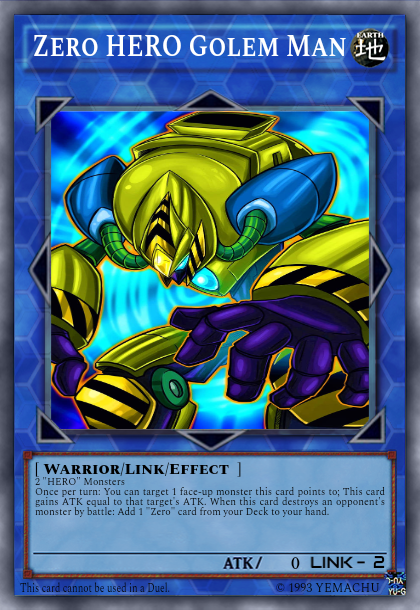 ZERO HERO GOLEM MAN
EARTH
地
[ WARRIOR/LINK/EFFECT ]
2 "HERO" Monsters
Once per turn: You can target 1 face-up monster this card points to; This card
gains ATK equal to that target's ATK. When this card destroys an opponent's
monster by battle: Add 1 "Zero" card from your Deck to your hand.
ATK/ 0 LINK - 2
This card cannot be used in a Duel.
© 1993 YEMACHU